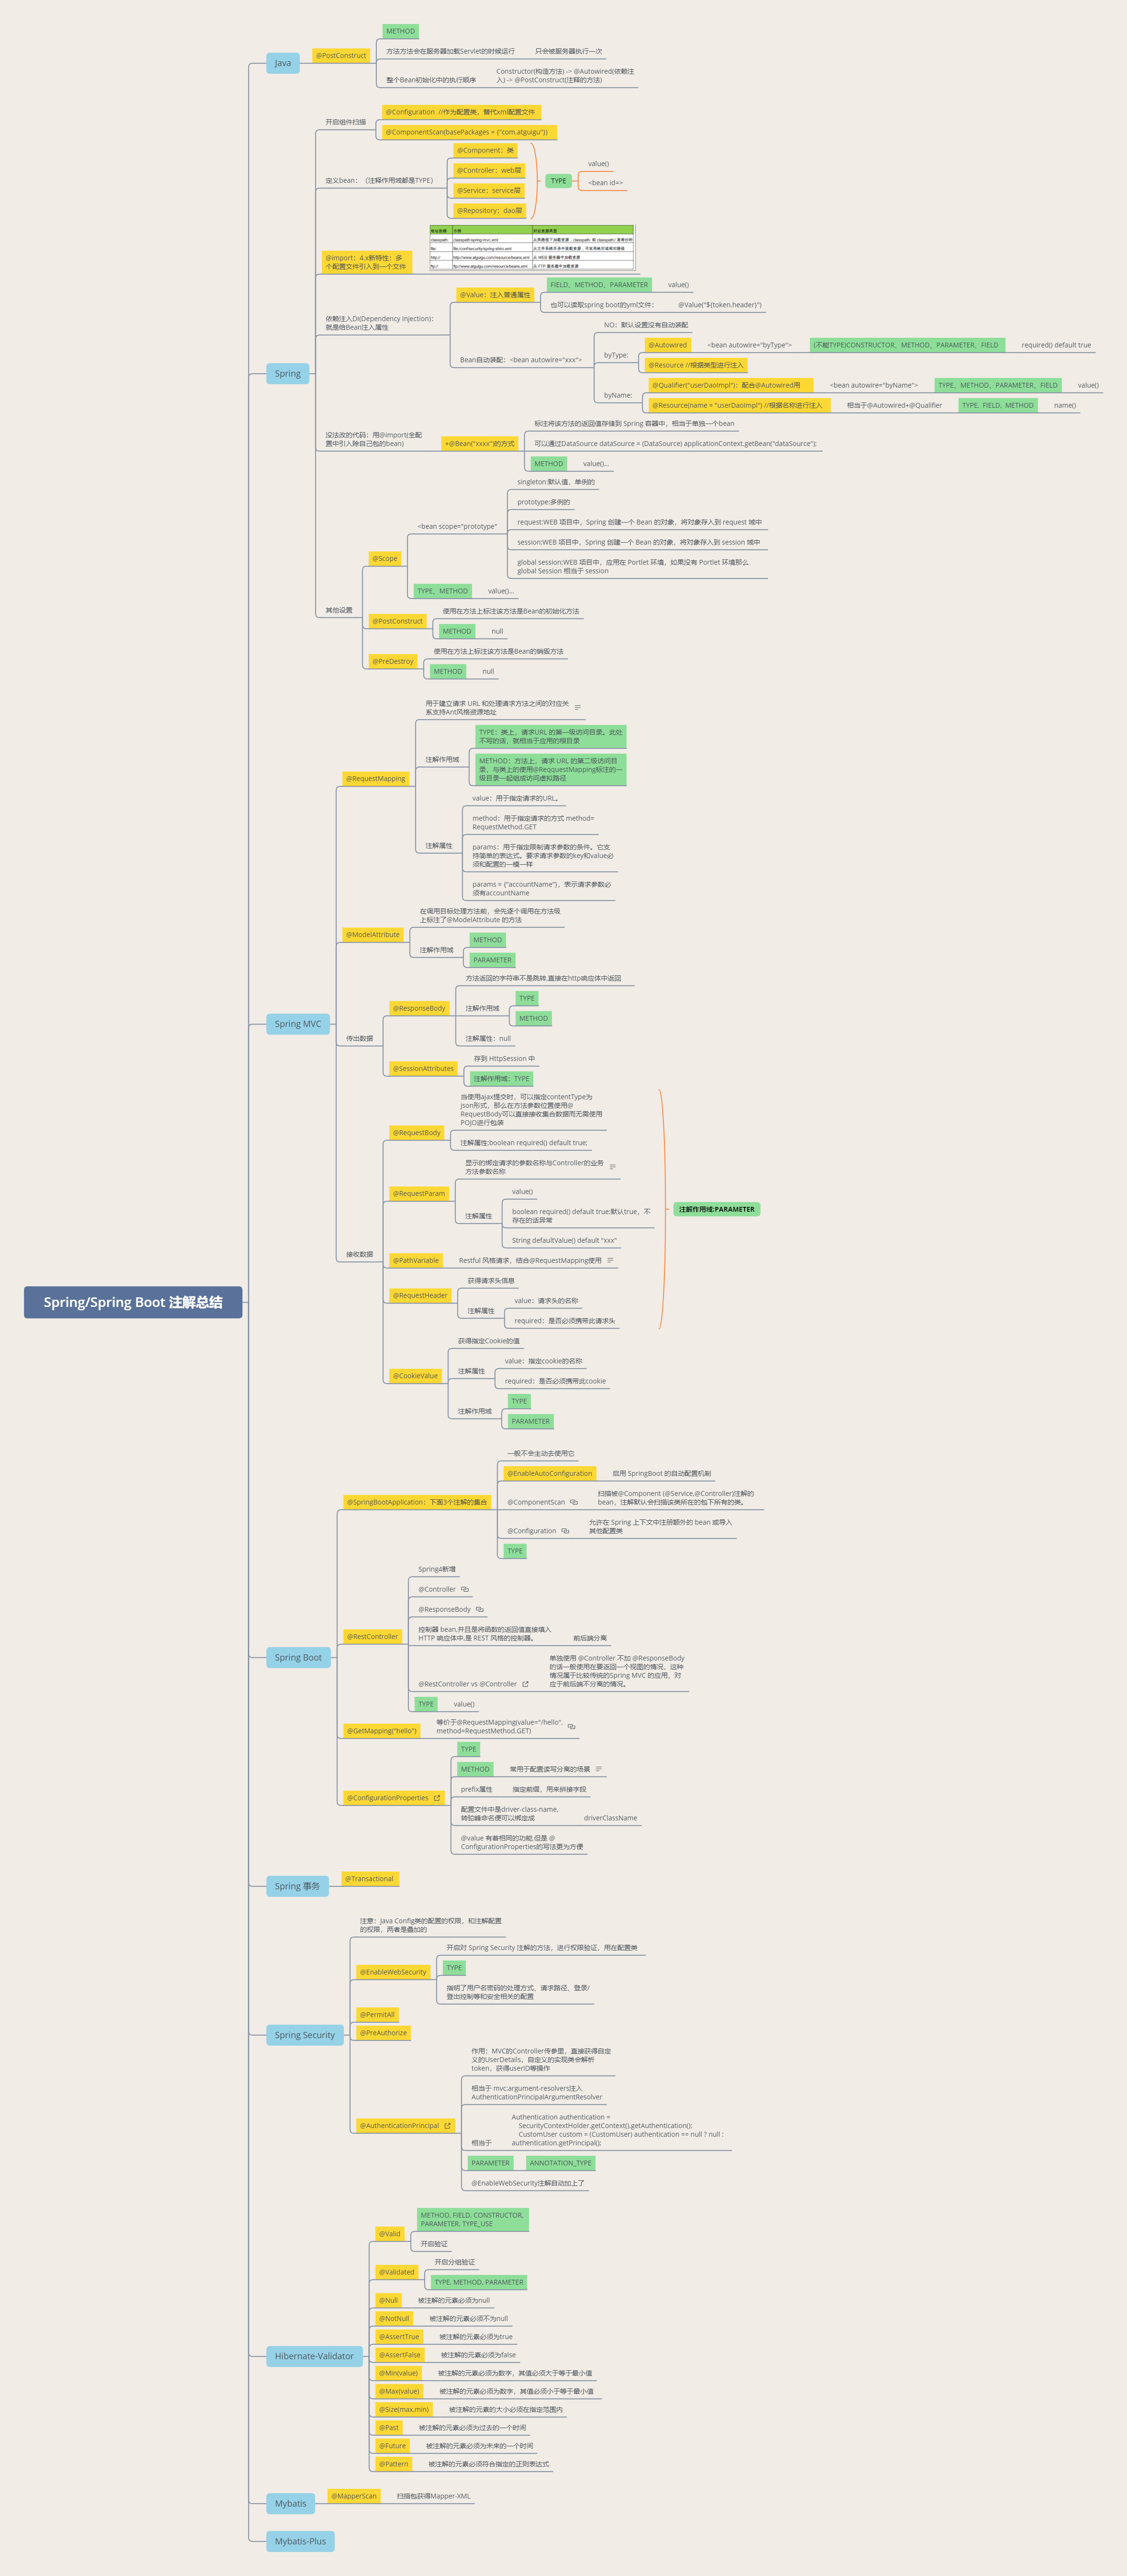 Spring/Spring Boot 注解总结
Java
@PostConstruct
METHOD
方法方法会在服务器加载Servlet的时候运行
只会被服务器执行一次
整个Bean初始化中的执行顺序
Constructor(构造方法) -> @Autowired(依赖注
入) -> @PostConstruct(注释的方法)
Spring
开启组件扫描
@Configuration //作为配置类，替代xml配置文件
@ComponentScan(basePackages = {"com.atguigu"})
定义bean：（注释作用域都是TYPE）
@Component：类
@Controller：web层
@Service：service层
@Repository：dao层
TYPE
value()
<bean id=>
@import：4.x新特性：多
个配置文件引入到一个文件
classpath:
classpath:spring-mvc.xml
file:
http://
http://www.atguigu.com/resource/beans.xml
从 WEB 服务器中加载资源
ftp://
ftp://www.atguigu.com/resource/beans.xml
从 FTP 服务器中加载资源
依赖注入DI(Dependency Injection)：
就是给Bean注入属性
@Value：注入普通属性
FIELD、METHOD、PARAMETER
value()
也可以读取spring boot的yml文件：
@Value("${token.header}")
Bean自动装配：<bean autowire="xxx">
NO：默认设置没有自动装配
byType:
@Autowired
<bean autowire="byType">
(不能TYPE)CONSTRUCTOR、METHOD、PARAMETER、FIELD
required() default true
@Resource //根据类型进行注入
byName:
@Qualifier("userDaoImpl")：配合@Autowired用
<bean autowire="byName">
TYPE、METHOD、PARAMETER、FIELD
value()
@Resource(name = "userDaoImpl") //根据名称进行注入
相当于@Autowired+@Qualifier
TYPE, FIELD, METHOD
name()
没法改的代码：用@import(全配
置中引入除自己包的bean)
+@Bean("xxxx")的方式
标注将该方法的返回值存储到 Spring 容器中，相当于单独一个bean
可以通过DataSource dataSource = (DataSource) applicationContext.getBean("dataSource");
METHOD
value()...
其他设置
@Scope
<bean scope="prototype"
singleton:默认值，单例的
prototype:多例的
request:WEB 项目中，Spring 创建一个 Bean 的对象，将对象存入到 request 域中
session:WEB 项目中，Spring 创建一个 Bean 的对象，将对象存入到 session 域中
global session:WEB 项目中，应用在 Portlet 环境，如果没有 Portlet 环境那么
global Session 相当于 session
TYPE、METHOD
value()...
@PostConstruct
使用在方法上标注该方法是Bean的初始化方法
METHOD
null
@PreDestroy
使用在方法上标注该方法是Bean的销毁方法
METHOD
null
Spring MVC
@RequestMapping
用于建立请求 URL 和处理请求方法之间的对应关
系支持Ant风格资源地址
注解作用域
TYPE：类上，请求URL 的第一级访问目录。此处
不写的话，就相当于应用的根目录
METHOD：方法上，请求 URL 的第二级访问目
录，与类上的使用@ReqquestMapping标注的一
级目录一起组成访问虚拟路径
注解属性
value：用于指定请求的URL。
method：用于指定请求的方式 method=
RequestMethod.GET
params：用于指定限制请求参数的条件。它支
持简单的表达式。要求请求参数的key和value必
须和配置的一模一样
params = {"accountName"}，表示请求参数必
须有accountName
@ModelAttribute
在调用目标处理方法前，会先逐个调用在方法级
上标注了@ModelAttribute 的方法
注解作用域
METHOD
PARAMETER
传出数据
@ResponseBody
方法返回的字符串不是跳转,直接在http响应体中返回
注解作用域
TYPE
METHOD
注解属性：null
@SessionAttributes
存到 HttpSession 中
注解作用域：TYPE
接收数据
@RequestBody
当使用ajax提交时，可以指定contentType为
json形式，那么在方法参数位置使用@
RequestBody可以直接接收集合数据而无需使用
POJO进行包装
注解属性:boolean required() default true;
@RequestParam
显示的绑定请求的参数名称与Controller的业务
方法参数名称
注解属性
value()
boolean required() default true;默认true，不
存在的话异常
String defaultValue() default "xxx"
@PathVariable
Restful 风格请求、结合@RequestMapping使用
@RequestHeader
获得请求头信息
注解属性
value：请求头的名称
required：是否必须携带此请求头
注解作用域:PARAMETER
@CookieValue
获得指定Cookie的值
注解属性
value：指定cookie的名称
required：是否必须携带此cookie
注解作用域
TYPE
PARAMETER
Spring Boot
@SpringBootApplication：下面3个注解的集合
一般不会主动去使用它
@EnableAutoConfiguration
启用 SpringBoot 的自动配置机制
@ComponentScan
扫描被@Component (@Service,@Controller)注解的
bean，注解默认会扫描该类所在的包下所有的类。
@Configuration
允许在 Spring 上下文中注册额外的 bean 或导入
其他配置类
TYPE
@RestController
Spring4新增
@Controller
@ResponseBody
控制器 bean,并且是将函数的返回值直接填入
HTTP 响应体中,是 REST 风格的控制器。
前后端分离
@RestController vs @Controller
单独使用 @Controller 不加 @ResponseBody
的话一般使用在要返回一个视图的情况，这种
情况属于比较传统的Spring MVC 的应用，对
应于前后端不分离的情况。
TYPE
value()
@GetMapping("hello")
等价于@RequestMapping(value="/hello",
method=RequestMethod.GET)
@ConfigurationProperties
TYPE
METHOD
常用于配置读写分离的场景
prefix属性
指定前缀，用来拼接字段
配置文件中是driver-class-name,
转驼峰命名便可以绑定成
driverClassName
@value 有着相同的功能,但是 @
ConfigurationProperties的写法更为方便
Spring 事务
@Transactional
Spring Security
注意：Java Config类的配置的权限，和注解配置
的权限，两者是叠加的
@EnableWebSecurity
开启对 Spring Security 注解的方法，进行权限验证，用在配置类
TYPE
指明了用户名密码的处理方式、请求路径、登录/
登出控制等和安全相关的配置
@PermitAll
@PreAuthorize
@AuthenticationPrincipal
作用：MVC的Controller传参里，直接获得自定
义的UserDetails，自定义的实现类会解析
token，获得userID等操作
相当于 mvc:argument-resolvers注入
AuthenticationPrincipalArgumentResolver
相当于
Authentication authentication =
SecurityContextHolder.getContext().getAuthentication();
CustomUser custom = (CustomUser) authentication == null ? null :
authentication.getPrincipal();
PARAMETER
ANNOTATION_TYPE
@EnableWebSecurity注解自动加上了
Hibernate-Validator
@Valid
METHOD, FIELD, CONSTRUCTOR,
PARAMETER, TYPE_USE
开启验证
@Validated
开启分组验证
TYPE, METHOD, PARAMETER
@Null
被注解的元素必须为null
@NotNull
被注解的元素必须不为null
@AssertTrue
被注解的元素必须为true
@AssertFalse
被注解的元素必须为false
@Min(value)
被注解的元素必须为数字，其值必须大于等于最小值
@Max(value)
被注解的元素必须为数字，其值必须小于等于最小值
@Size(max,min)
被注解的元素的大小必须在指定范围内
@Past
被注解的元素必须为过去的一个时间
@Future
被注解的元素必须为未来的一个时间
@Pattern
被注解的元素必须符合指定的正则表达式
Mybatis
@MapperScan
扫描包获得Mapper-XML
Mybatis-Plus